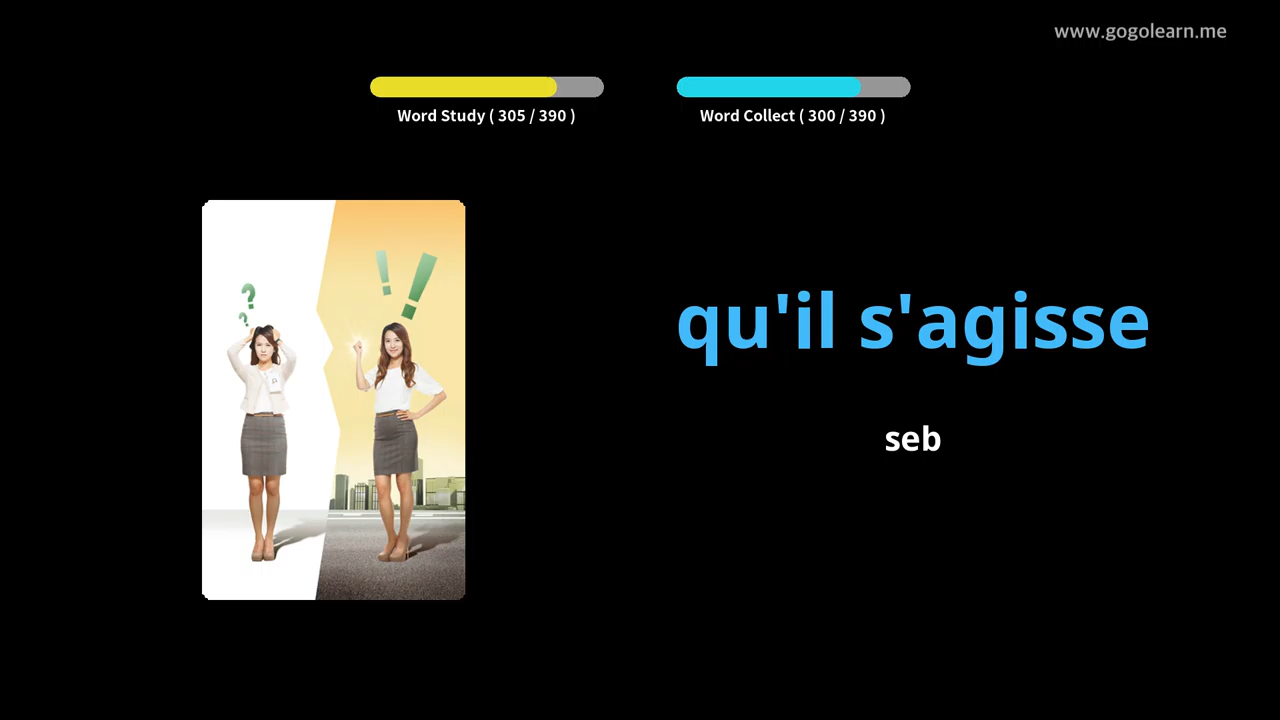 www.gogolearn.me
Word Study ( 305 / 390 )
Word Collect ( 300 / 390 )
? ?
! !
qu'il s'agisse
seb